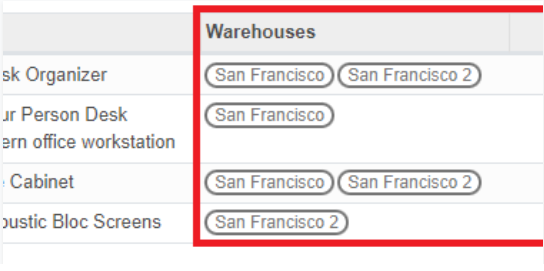 Warehouses
sk Organizer San Francisco San Francisco 2
ur Person Desk San Francisco
ern office workstation
Cabinet San Francisco San Francisco 2
oustic Bloc Screens San Francisco 2